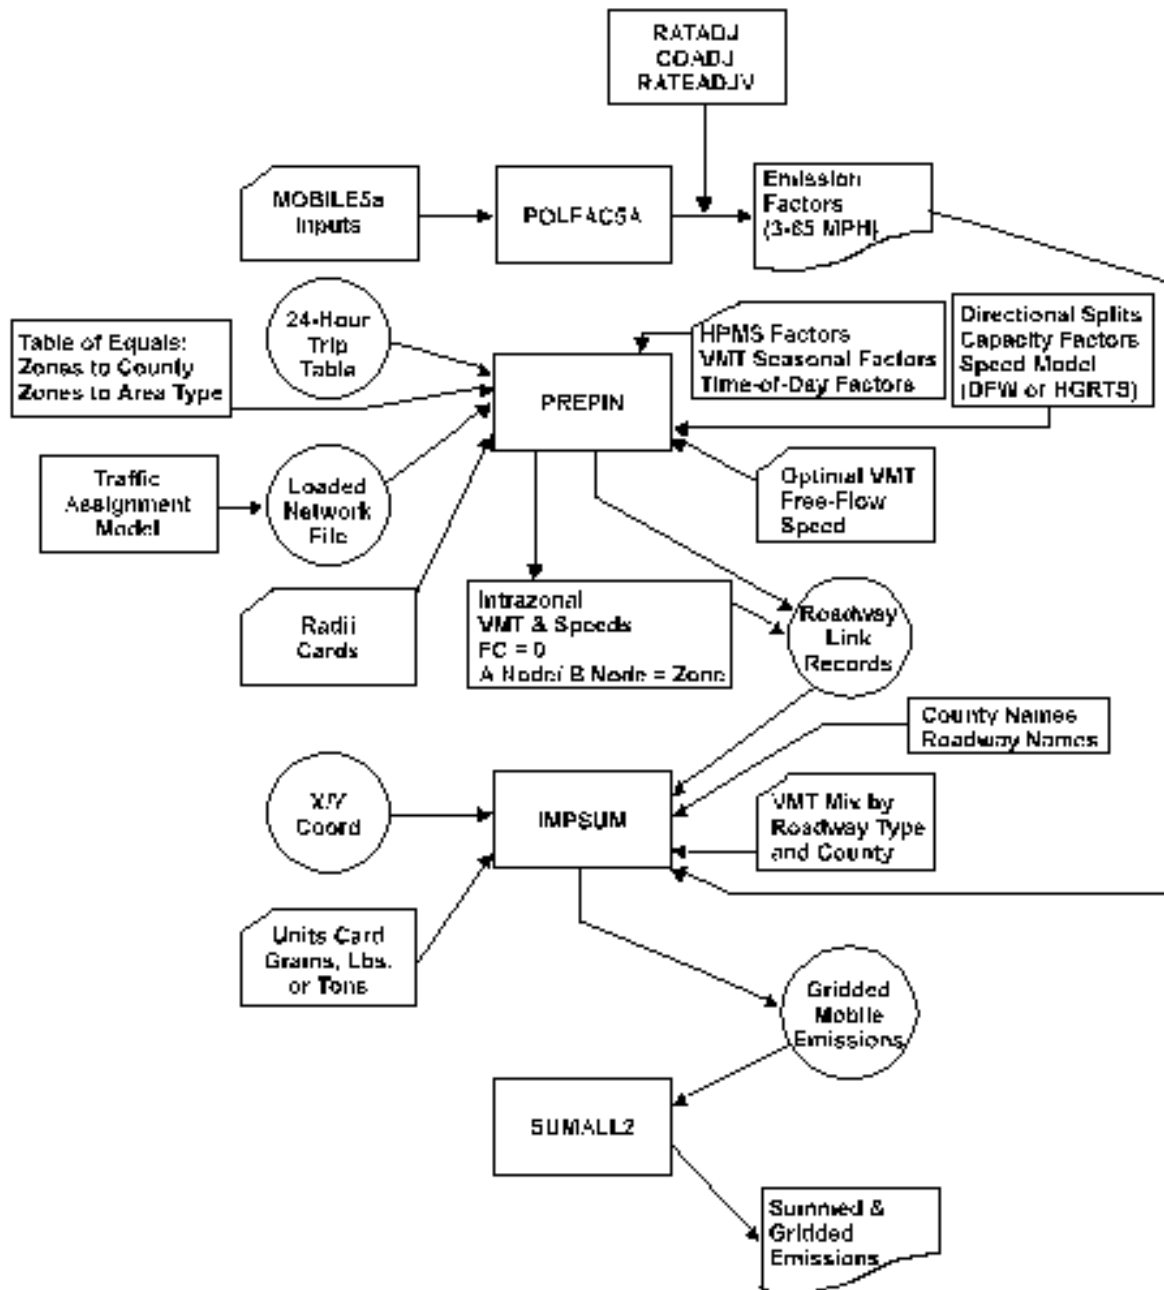 RATADJ
COADJ
RATEADJV
MOBILE5a
Inputs
POLFAC5A
Emission
Factors
(3-65 MPH)
24-Hour
Trip
Table
Table of Equals:
Zones to County
Zones to Area Type
HPMS Factors
VMT Seasonal Factors
Time-of-Day Factors
Directional Splits
Capacity Factors
Speed Model
(DFW or HGRTS)
PREPIN
Traffic
Assignment
Model
Loaded
Network
File
Optimal VMT
Free-Flow
Speed
Radii
Cards
Intrazonal
VMT & Speeds
FC = 0
A Node/ B Node = Zone
Roadway
Link
Records
County Names
Roadway Names
X/Y
Coord
IMPSUM
VMT Mix by
Roadway Type
and County
Units Card
Grams, Lbs.
or Tons
Gridded
Mobile
Emissions
SUMALL2
Summed &
Gridded
Emissions